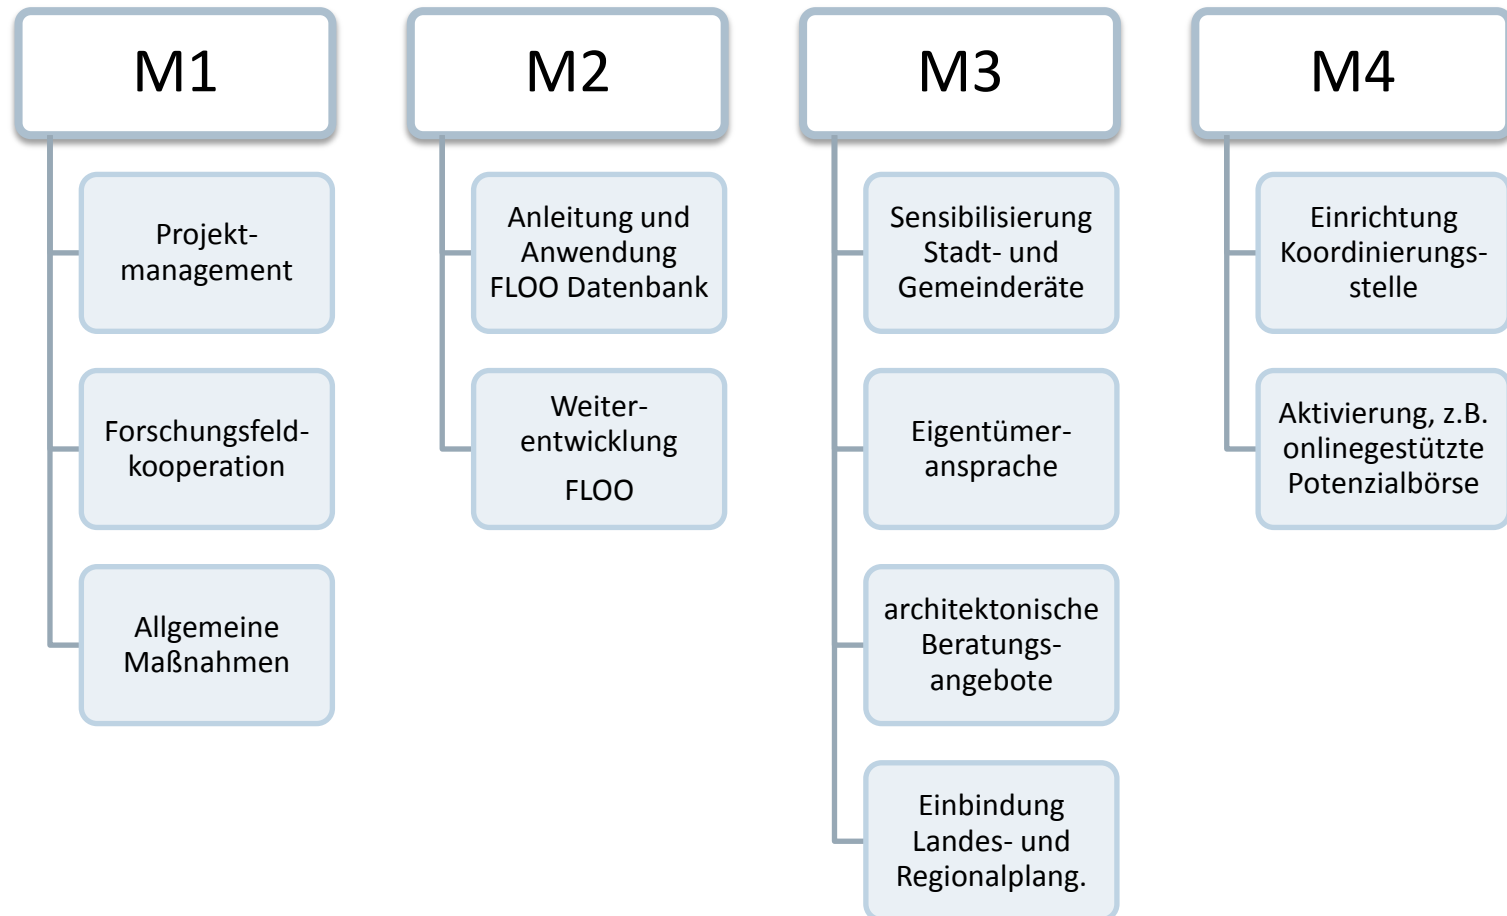 M1
Projekt-
management
Forschungsfeld-
kooperation
Allgemeine
Maßnahmen
M2
Anleitung und
Anwendung
FLOO Datenbank
Weiter-
entwicklung
FLOO
M3
Sensibilisierung
Stadt- und
Gemeinderäte
Eigentümer-
ansprache
architektonische
Beratungs-
angebote
Einbindung
Landes- und
Regionalplang.
M4
Einrichtung
Koordinierungs-
stelle
Aktivierung, z.B.
onlinegestützte
Potenzialbörse